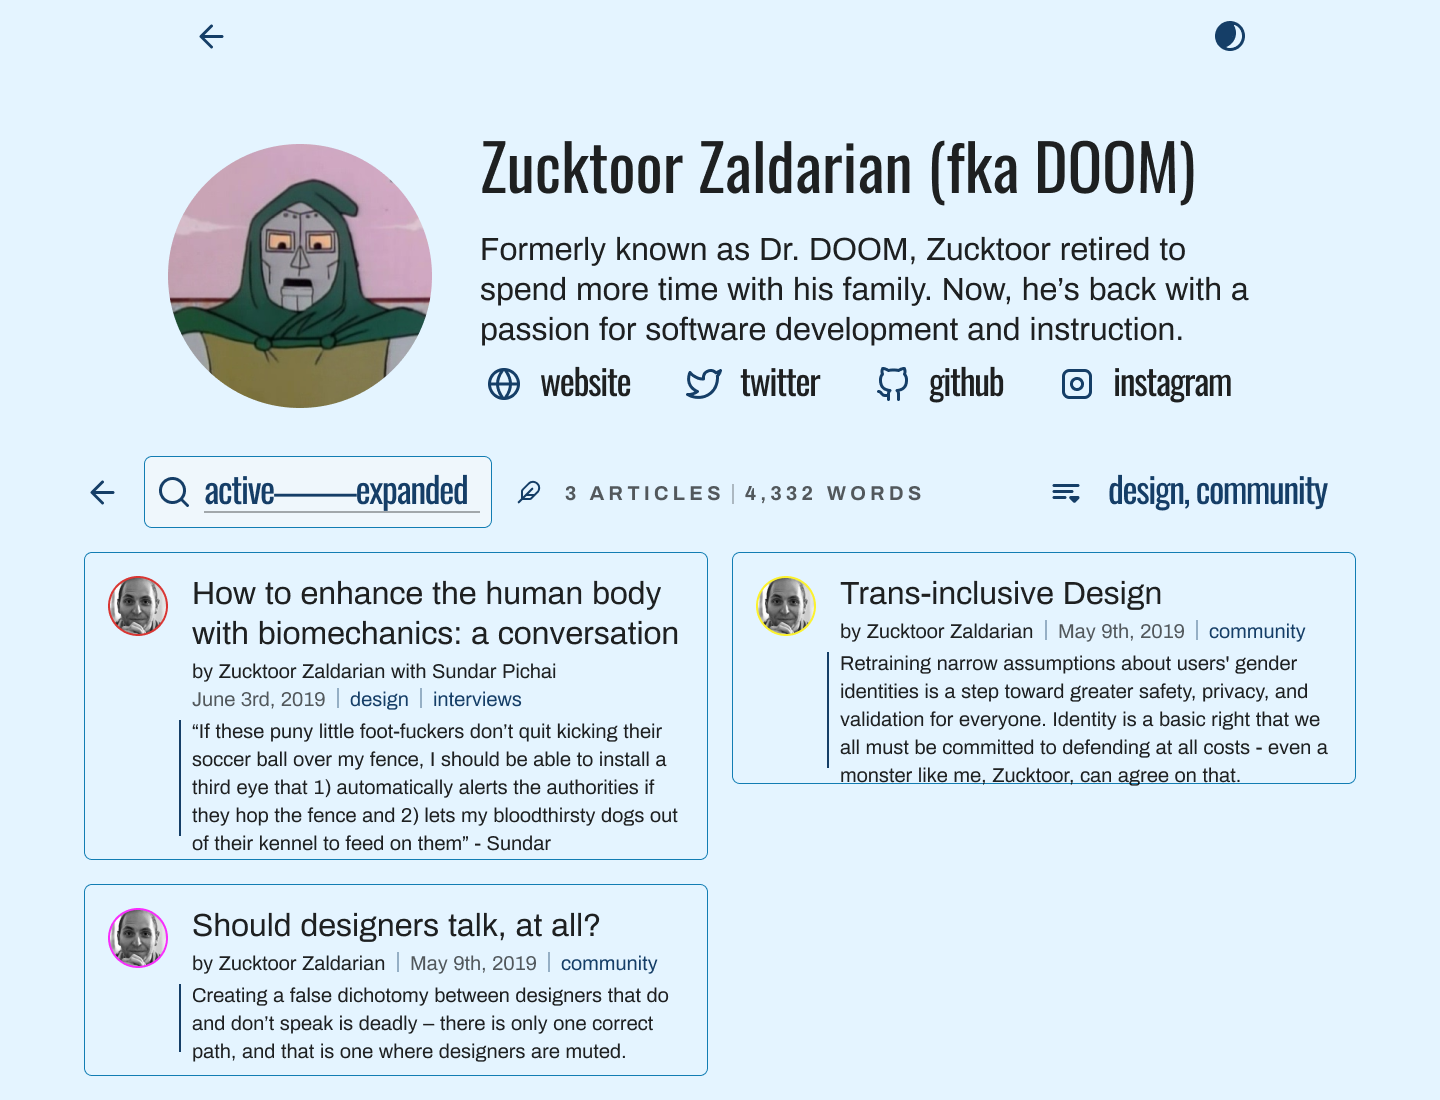 Zucktoor Zaldarian (fka DOOM)
Formerly known as Dr. DOOM, Zucktoor retired to
spend more time with his family. Now, he’s back with a
passion for software development and instruction.
website twitter github instagram
active———expanded
3 ARTICLES | 4,332 WORDS
design, community
How to enhance the human body
with biomechanics: a conversation
by Zucktoor Zaldarian with Sundar Pichai
June 3rd, 2019 | design | interviews
“If these puny little foot-fuckers don’t quit kicking their
soccer ball over my fence, I should be able to install a
third eye that 1) automatically alerts the authorities if
they hop the fence and 2) lets my bloodthirsty dogs out
of their kennel to feed on them” - Sundar
Trans-inclusive Design
by Zucktoor Zaldarian | May 9th, 2019 | community
Retraining narrow assumptions about users' gender
identities is a step toward greater safety, privacy, and
validation for everyone. Identity is a basic right that we
all must be committed to defending at all costs - even a
monster like me, Zucktoor, can agree on that.
Should designers talk, at all?
by Zucktoor Zaldarian | May 9th, 2019 | community
Creating a false dichotomy between designers that do
and don’t speak is deadly – there is only one correct
path, and that is one where designers are muted.